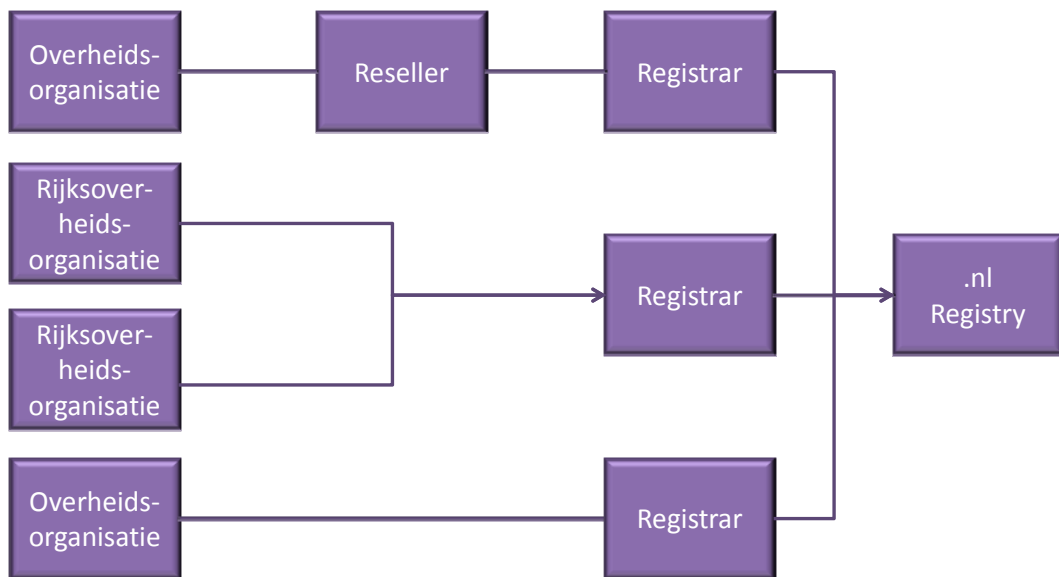 Overheids-
organisatie
Reseller
Registrar
Rijksover-
heids-
organisatie
Registrar
.nl
Registry
Rijksover-
heids-
organisatie
Overheids-
organisatie
Registrar